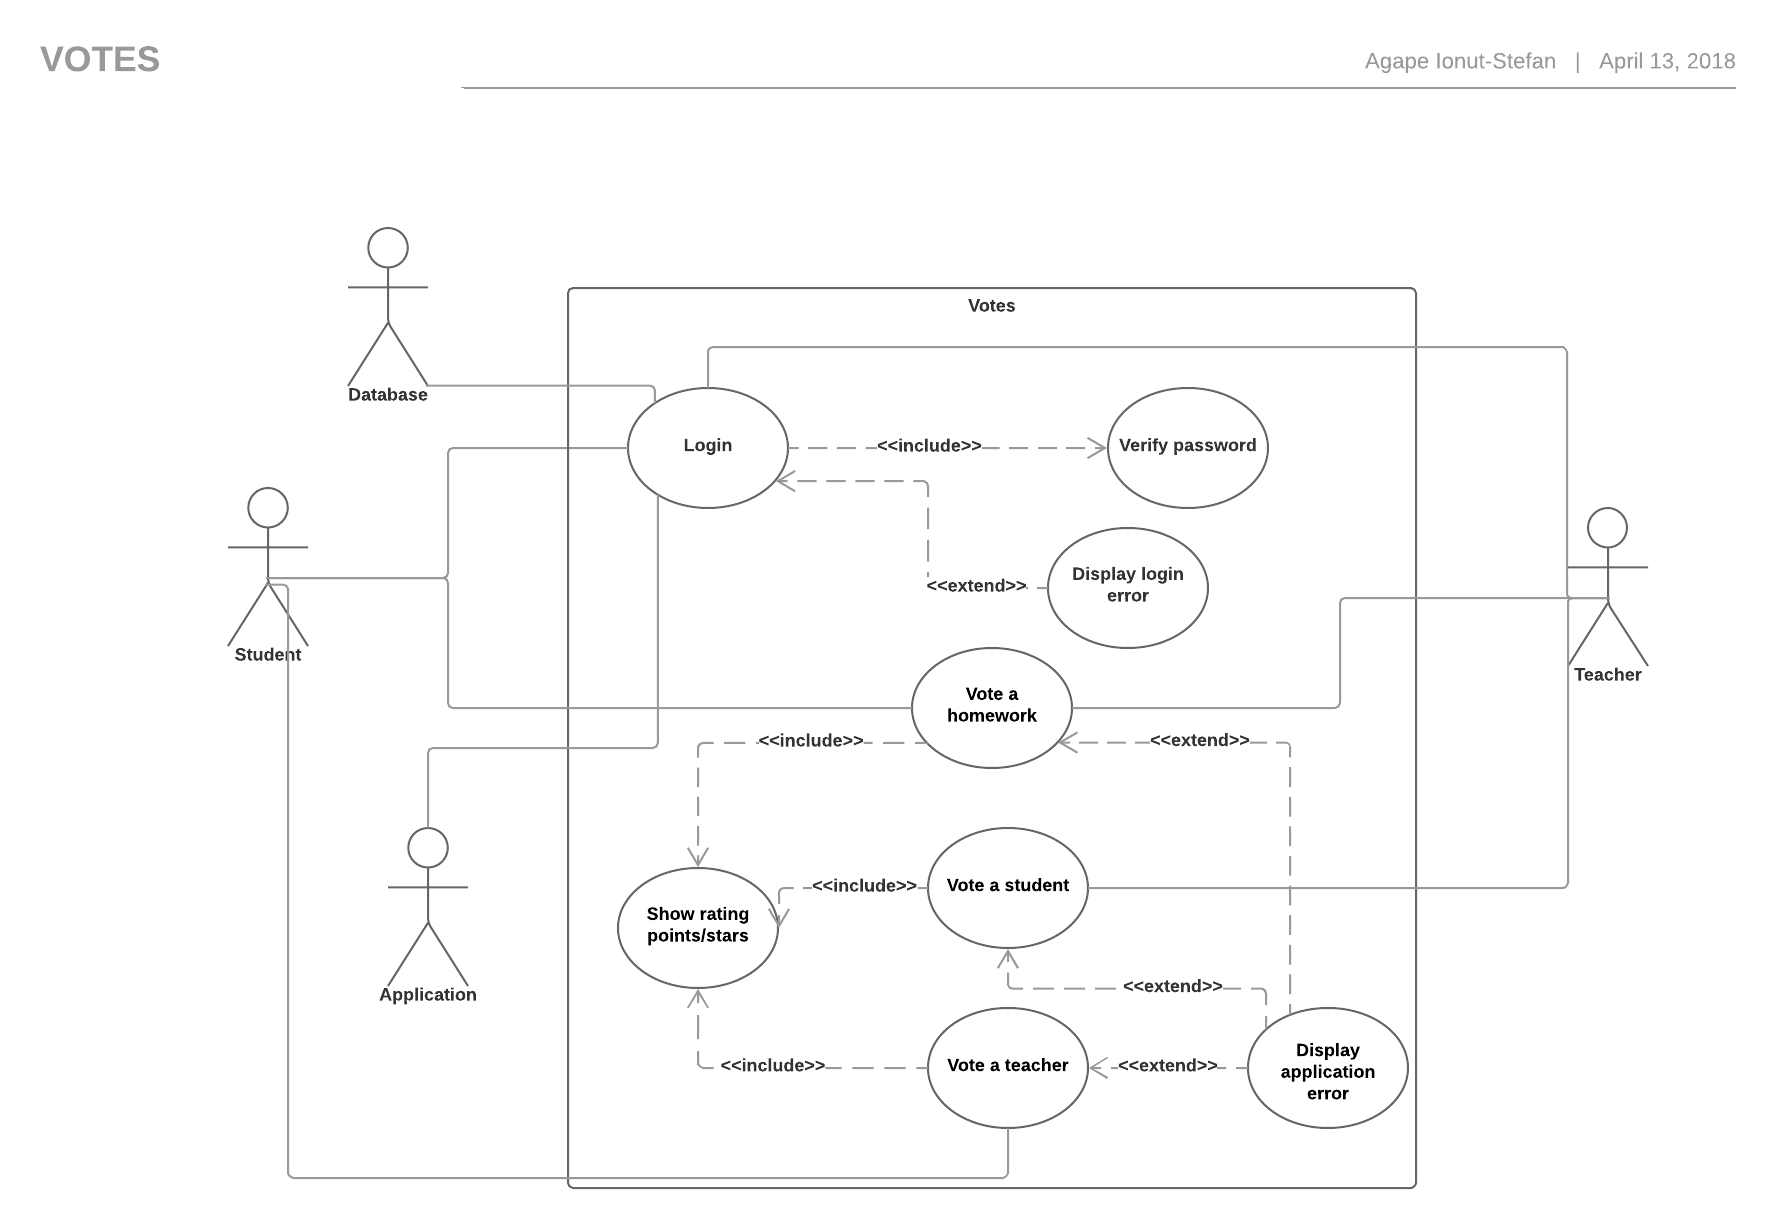 VOTES
Agape Ionut-Stefan | April 13, 2018
Votes
Database
Login
<<include>>
Verify password
Display login
error
<<extend>>
Student
Teacher
Vote a
homework
<<include>>
<<extend>>
Vote a student
<<include>>
Show rating
points/stars
Application
<<extend>>
Vote a teacher
<<include>>
<<extend>>
Display
application
error